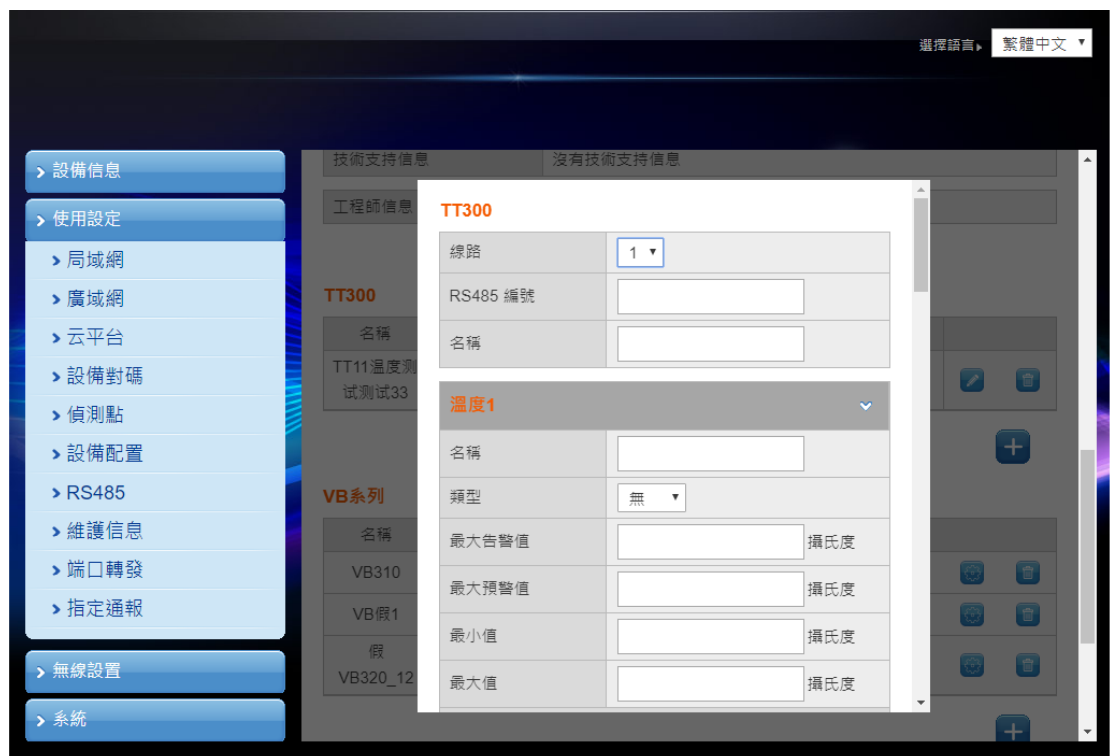 選擇語言▸ 繁體中文
設備信息
使用設定
局域網
廣域網
云平台
設備對碼
偵測點
設備配置
RS485
維護信息
端口轉發
指定通報
無線設置
系統
技術支持信息 沒有技術支持信息
工程師信息
TT300
名稱
TT11温度测
试测试33
VB系列
名稱
VB310
VB假1
假
VB320_12
TT300
線路 1
RS485 編號
名稱
溫度1
名稱
類型 無
最大告警值 攝氏度
最大預警值 攝氏度
最小值 攝氏度
最大值 攝氏度